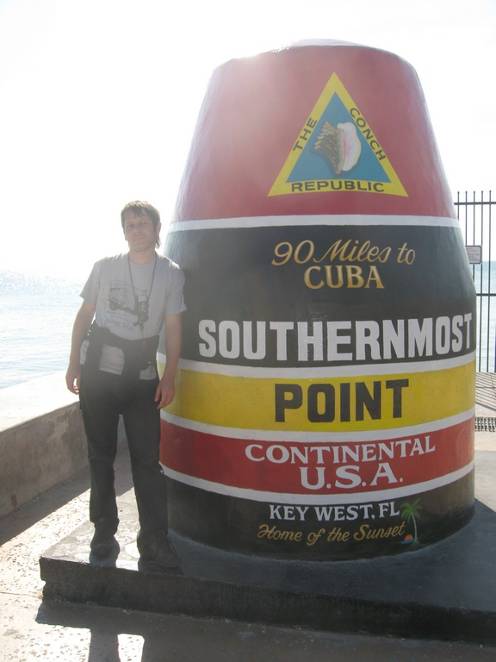 THE CONCH
REPUBLIC
90 Miles to
CUBA
SOUTHERNMOST
POINT
CONTINENTAL
U.S.A.
KEY WEST, FL
Home of the Sunset